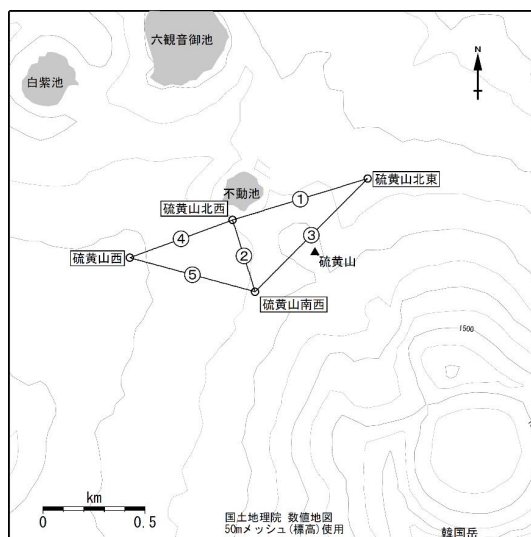 六観音御池
白紫池
N
不動池
①
硫黄山北東
硫黄山北西
③
④
②
硫黄山
硫黄山西
⑤
硫黄山南西
1500
km
0 0.5
国土地理院 数値地図
50mメッシュ(標高)使用
韓国岳